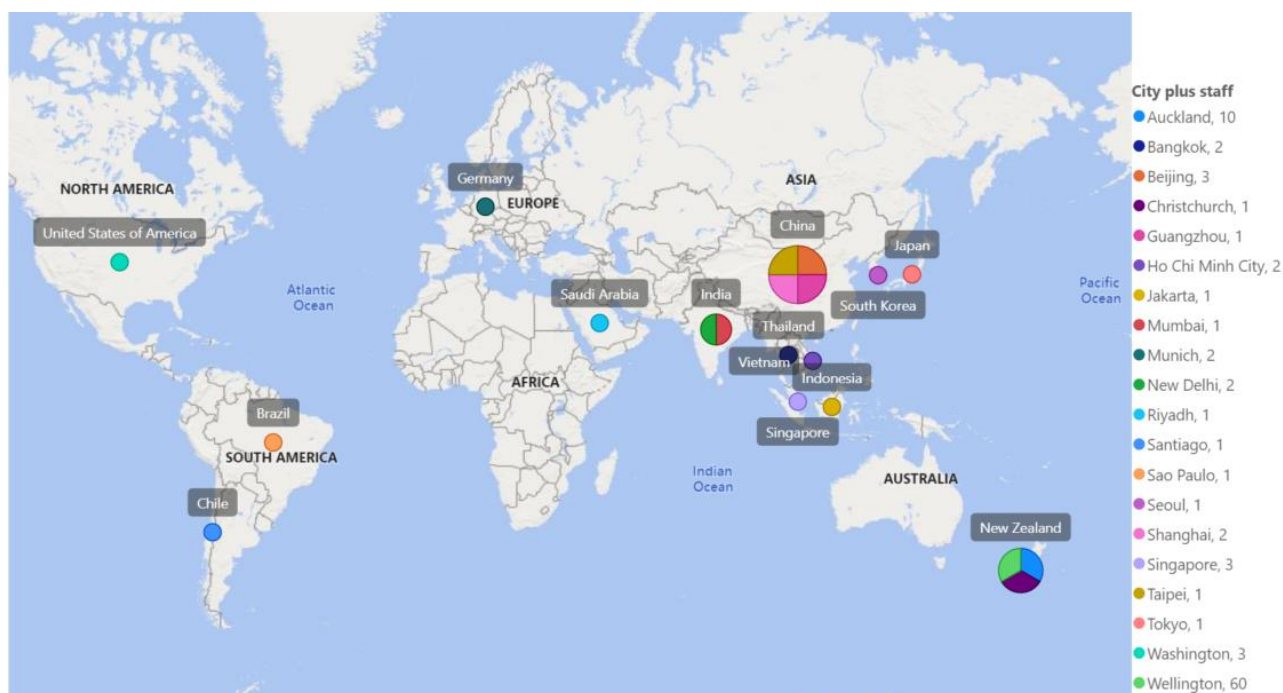 City plus staff
Auckland, 10
Bangkok, 2
Beijing, 3
Christchurch, 1
Guangzhou, 1
Ho Chi Minh City, 2
Jakarta, 1
Mumbai, 1
Munich, 2
New Delhi, 2
Riyadh, 1
Santiago, 1
Sao Paulo, 1
Seoul, 1
Shanghai, 2
Singapore, 3
Taipei, 1
Tokyo, 1
Washington, 3
Wellington, 60
NORTH AMERICA
United States of America
Atlantic
Ocean
Germany
EUROPE
ASIA
China
Japan
South Korea
Pacific
Ocean
Saudi Arabia
India
Thailand
Vietnam
Indonesia
Singapore
AFRICA
Brazil
SOUTH AMERICA
Chile
Indian
Ocean
AUSTRALIA
New Zealand